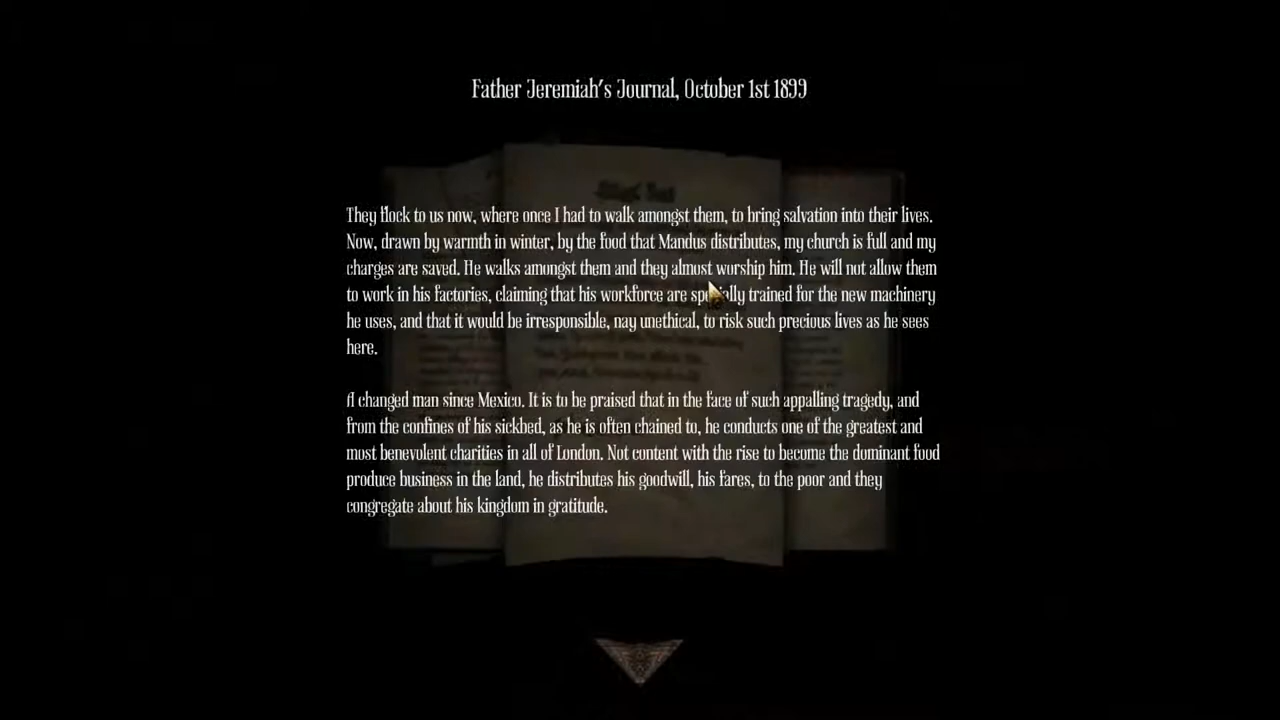 Father Jeremiah's Journal, October 1st 1899
They flock to us now, where once I had to walk amongst them, to bring salvation into their lives.
Now, drawn by warmth in winter, by the food that Mandus distributes, my church is full and my
charges are saved. He walks amongst them and they almost worship him. He will not allow them
to work in his factories, claiming that his workforce are specially trained for the new machinery
he uses, and that it would be irresponsible, nay unethical, to risk such precious lives as he sees
here.
A changed man since Mexico. It is to be praised that in the face of such appalling tragedy, and
from the confines of his sickbed, as he is often chained to, he conducts one of the greatest and
most benevolent charities in all of London. Not content with the rise to become the dominant food
produce business in the land, he distributes his goodwill, his fares, to the poor and they
congregate about his kingdom in gratitude.